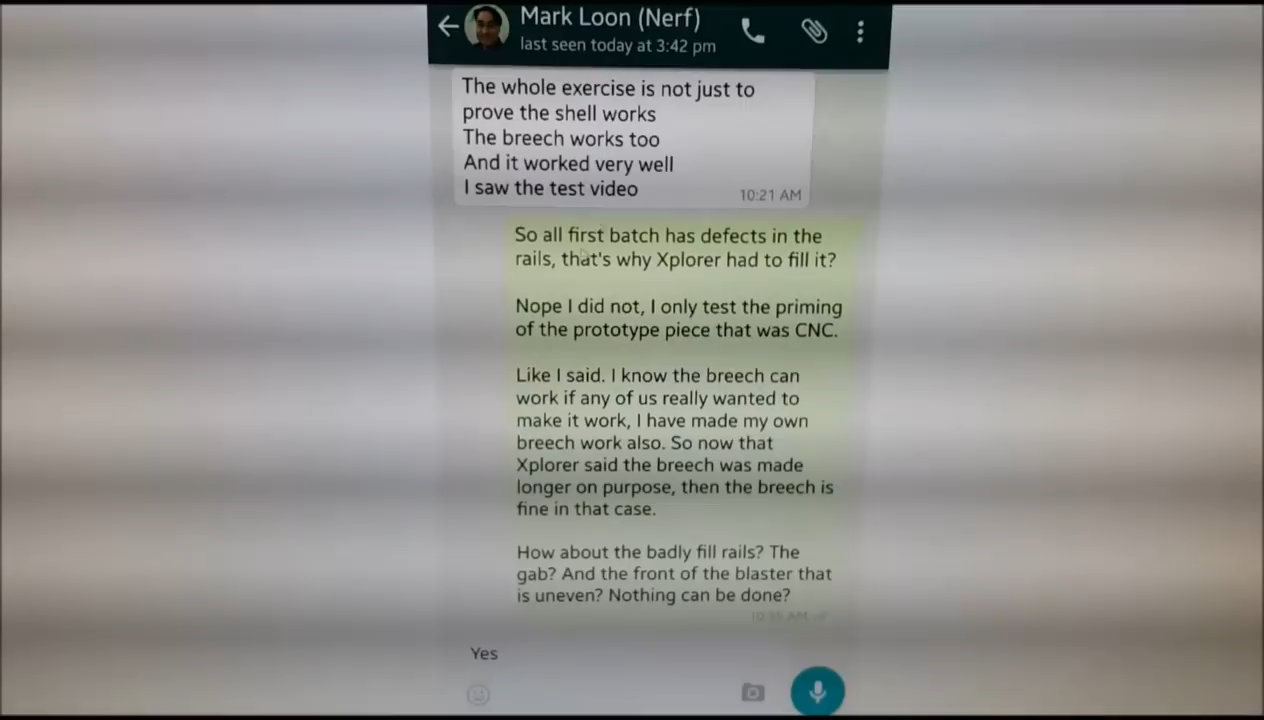 Mark Loon (Nerf)
last seen today at 3:42 pm
The whole exercise is not just to
prove the shell works
The breech works too
And it worked very well
I saw the test video
10:21 AM
So all first batch has defects in the
rails, that's why Xplorer had to fill it?
Nope I did not, I only test the priming
of the prototype piece that was CNC.
Like I said. I know the breech can
work if any of us really wanted to
make it work, I have made my own
breech work also. So now that
Xplorer said the breech was made
longer on purpose, then the breech is
fine in that case.
How about the badly fill rails? The
gab? And the front of the blaster that
is uneven? Nothing can be done?
Yes